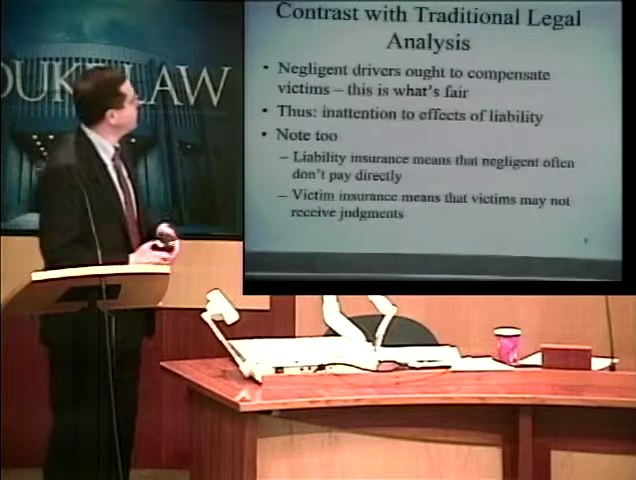 DUKE LAW
Contrast with Traditional Legal
Analysis
• Negligent drivers ought to compensate
victims – this is what's fair
• Thus: inattention to effects of liability
• Note too
– Liability insurance means that negligent often
don't pay directly
– Victim insurance means that victims may not
receive judgments